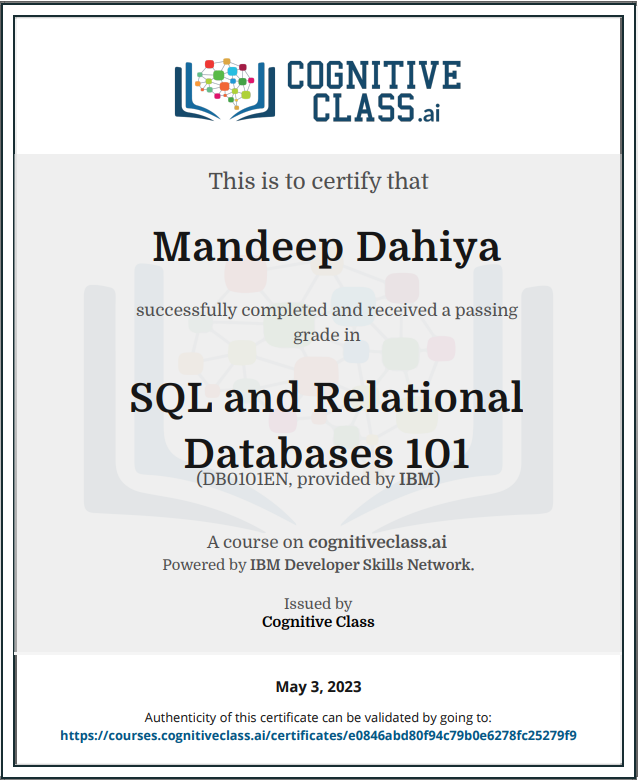 COGNITIVE
CLASS.ai
This is to certify that
Mandeep Dahiya
successfully completed and received a passing
grade in
SQL and Relational
Databases 101
(DB0101EN, provided by IBM)
A course on cognitiveclass.ai
Powered by IBM Developer Skills Network.
Issued by
Cognitive Class
May 3, 2023
Authenticity of this certificate can be validated by going to:
https://courses.cognitiveclass.ai/certificates/e0846abd80f94c79b0e6278fc25279f9